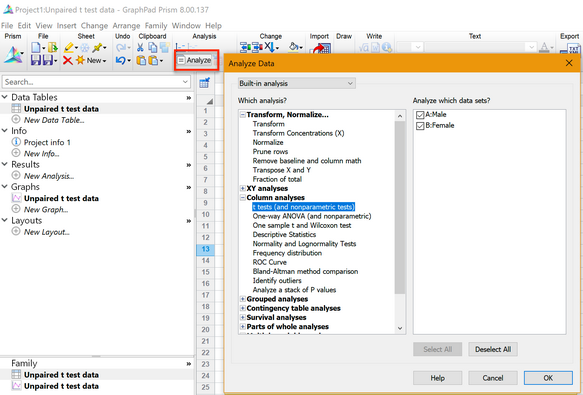 Project1:Unpaired t test data - GraphPad Prism 8.00.137
File Edit View Insert Change Arrange Family Window Help
Prism File Sheet Undo Clipboard Analysis Change Import Draw Write Text Export
New
Analyze
Search...
Data Tables »
Unpaired t test data
New Data Table...
Info »
Project info 1
New Info...
Results »
New Analysis...
Graphs »
Unpaired t test data
New Graph...
Layouts »
New Layout...
Family »
Unpaired t test data
Unpaired t test data
1
2
3
4
5
6
7
8
9
10
11
12
13
14
15
16
17
18
19
20
21
22
23
24
25
Analyze Data
Built-in analysis
Which analysis?
Transform, Normalize...
Transform
Transform Concentrations (X)
Normalize
Prune rows
Remove baseline and column math
Transpose X and Y
Fraction of total
XY analyses
Column analyses
t tests (and nonparametric tests)
One-way ANOVA (and nonparametric)
One sample t and Wilcoxon test
Descriptive Statistics
Normality and Lognormality Tests
Frequency distribution
ROC Curve
Bland-Altman method comparison
Identify outliers
Analyze a stack of P values
Grouped analyses
Contingency table analyses
Survival analyses
Parts of whole analyses
Analyze which data sets?
A:Male
B:Female
Select All Deselect All
Help Cancel OK